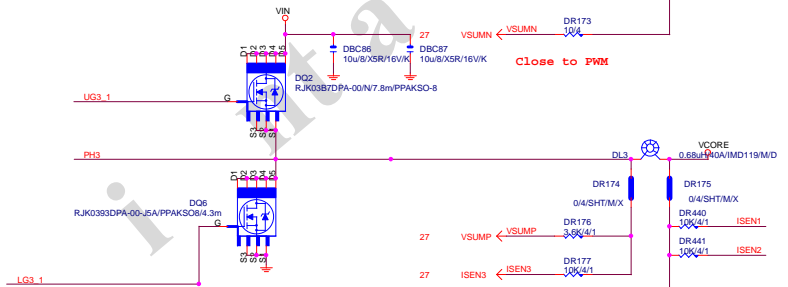 VIN
27 VSUMN VSUMN DR173
10/4
Close to PWM
D1 D2 D3 D4 D5
DBC86
10u/8/X5R/16V/K
DBC87
10u/8/X5R/16V/K
DQ2
RJK03B7DPA-00/N/7.8m/PPAKSO-8
UG3_1
G
S3 S2 S1
PH3
DL3
VCORE
0.68uH/40A/IMD119/M/D
D1 D2 D3 D4 D5
DQ6
RJK0393DPA-00-J5A/PPAKSO8/4.3m
G
S3 S2 S1
LG3_1
DR174
0/4/SHT/M/X
DR175
0/4/SHT/M/X
27 VSUMP VSUMP DR176
3.6K/4/1
DR440
10K/4/1
ISEN1
DR441
10K/4/1
ISEN2
27 ISEN3 ISEN3 DR177
10K/4/1